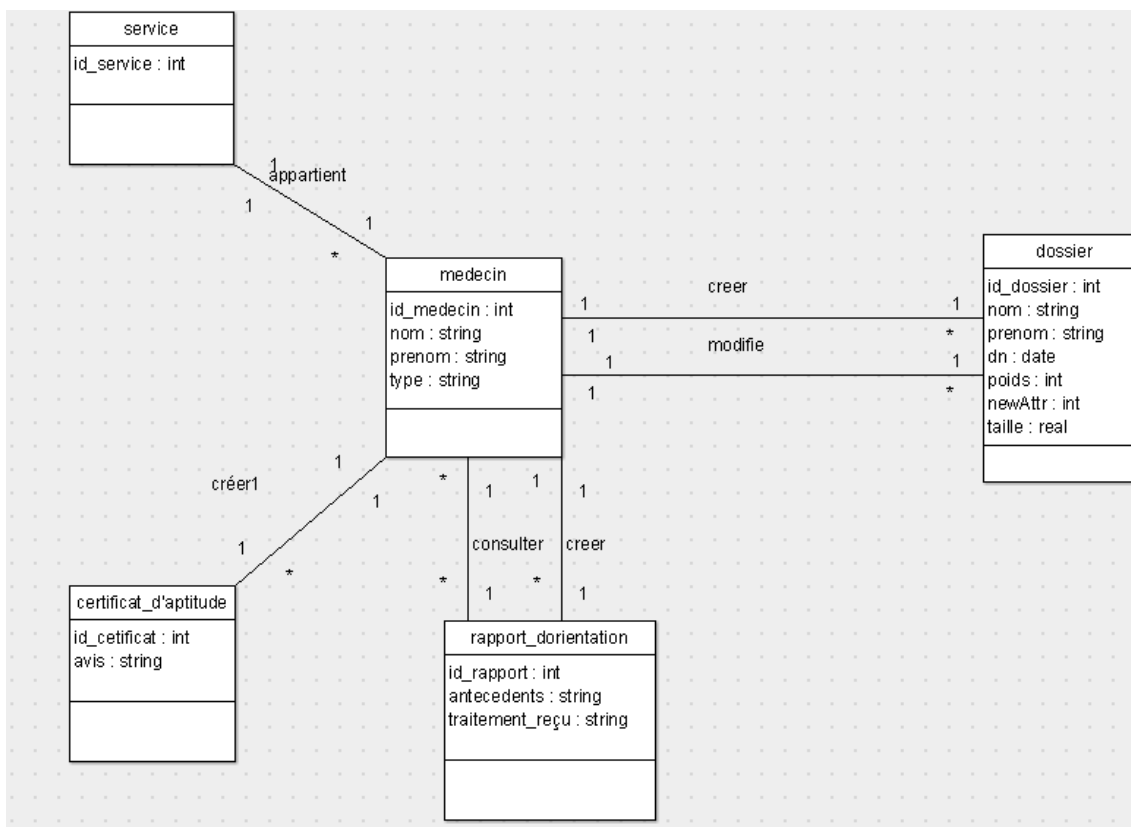 service
id_service : int
1
appartient
1
1
*
medecin
id_medecin : int
nom : string
prenom : string
type : string
creer
1
1
1
*
modifie
1
1
1
*
dossier
id_dossier : int
nom : string
prenom : string
dn : date
poids : int
newAttr : int
taille : real
créer1
1
1
1
*
certificat_d'aptitude
id_cetificat : int
avis : string
*
1
1
1
consulter
creer
*
*
1
1
rapport_dorientation
id_rapport : int
antecedents : string
traitement_reçu : string